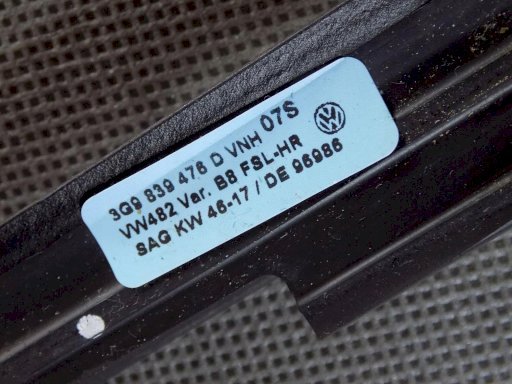 3G9 839 476 D VNH 07S
VW482 Var. B8 FSL-HR
SAG KW 46-17 / DE 96986